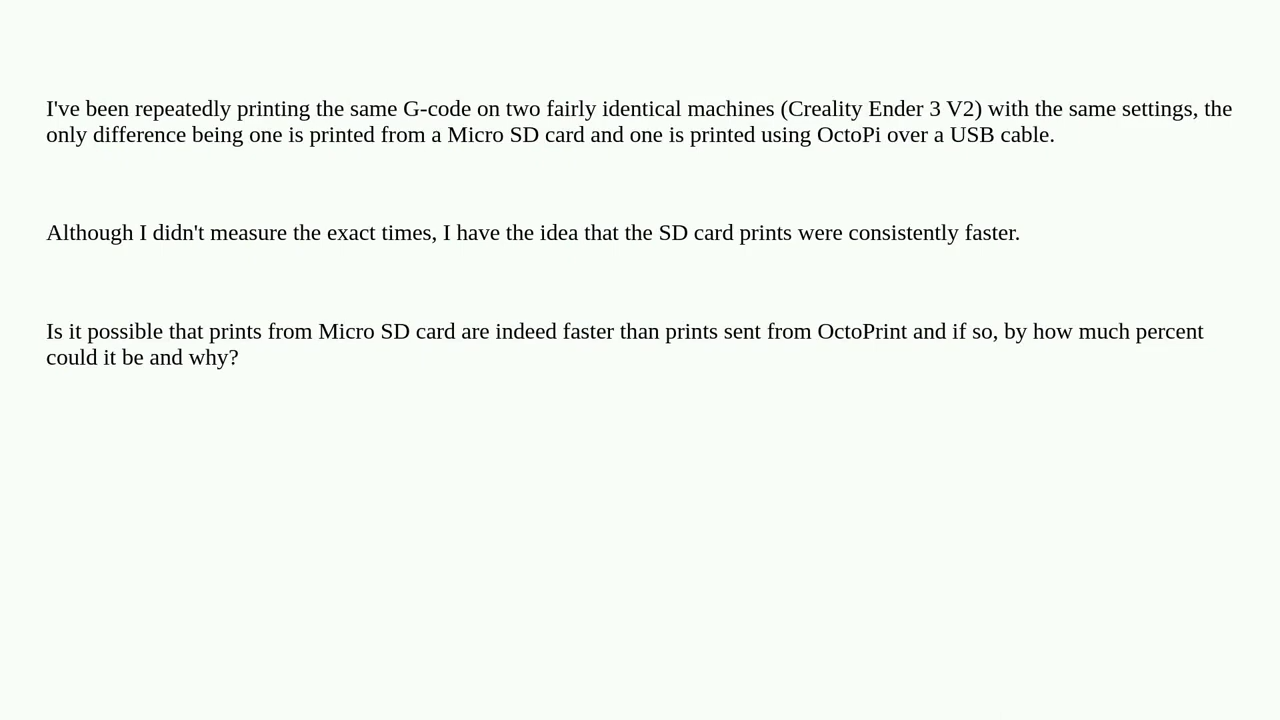 I've been repeatedly printing the same G-code on two fairly identical machines (Creality Ender 3 V2) with the same settings, the
only difference being one is printed from a Micro SD card and one is printed using OctoPi over a USB cable.
Although I didn't measure the exact times, I have the idea that the SD card prints were consistently faster.
Is it possible that prints from Micro SD card are indeed faster than prints sent from OctoPrint and if so, by how much percent
could it be and why?